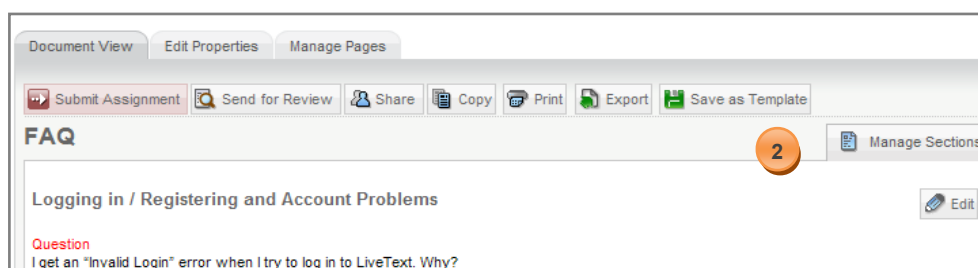 Document View Edit Properties Manage Pages
Submit Assignment Send for Review Share Copy Print Export Save as Template
FAQ
2 Manage Sections
Logging in / Registering and Account Problems
Edit
Question
I get an "Invalid Login" error when I try to log in to LiveText. Why?